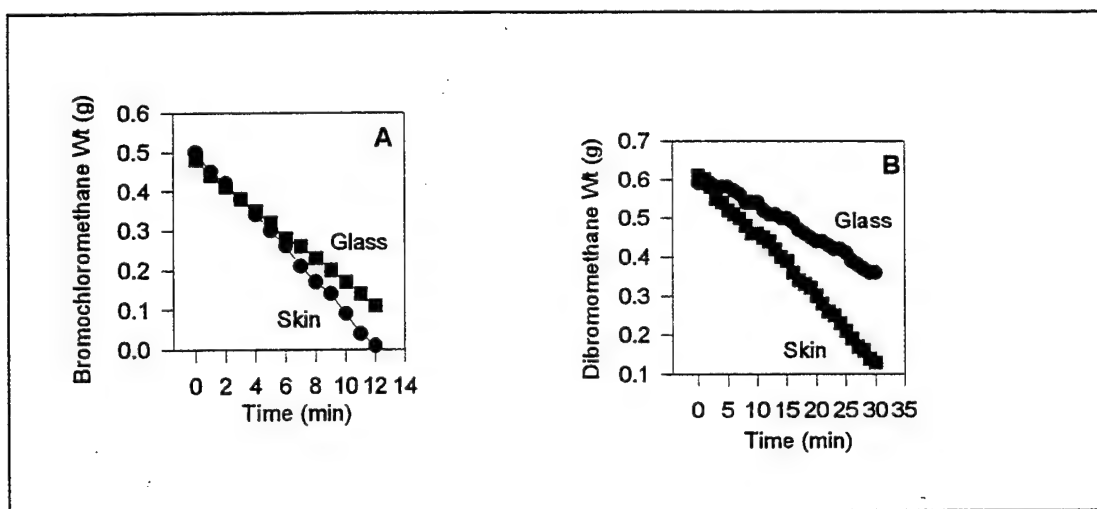 Bromochloromethane Wt (g)
0.6
0.5
0.4
0.3
0.2
0.1
0.0
A
Glass
Skin
0 2 4 6 8 10 12 14
Time (min)
Dibromomethane Wt (g)
0.7
0.6
0.5
0.4
0.3
0.2
0.1
B
Glass
Skin
0 5 10 15 20 25 30 35
Time (min)